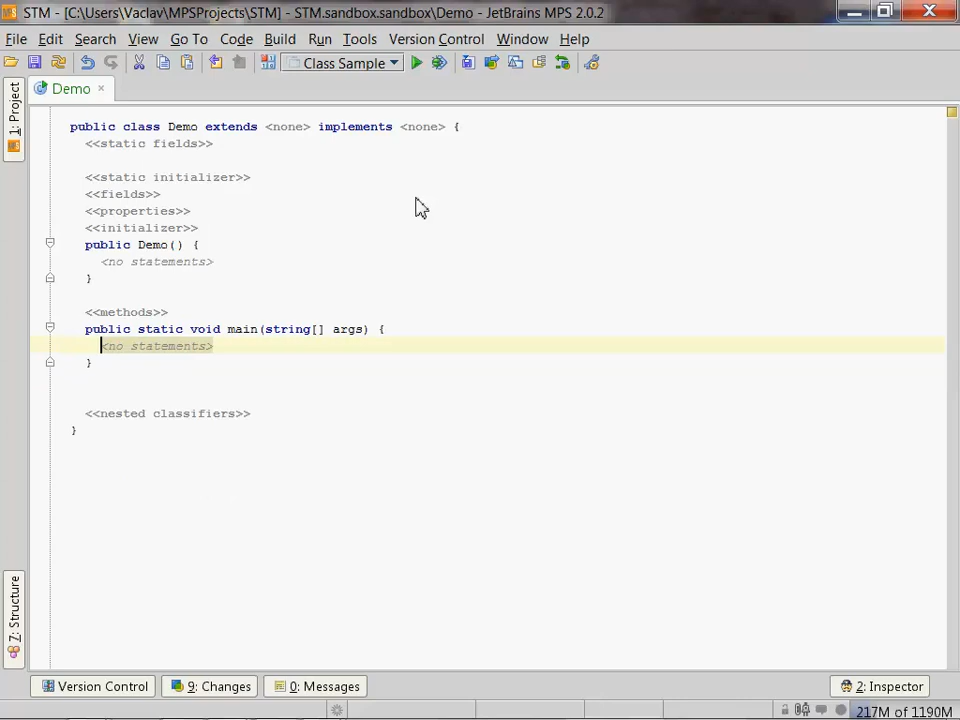 STM - [C:\Users\Vaclav\MPSProjects\STM] - STM.sandbox.sandbox\Demo - JetBrains MPS 2.0.2
File Edit Search View Go To Code Build Run Tools Version Control Window Help
Class Sample
1: Project
Demo
public class Demo extends <none> implements <none> {
<<static fields>>
<<static initializer>>
<<fields>>
<<properties>>
<<initializer>>
public Demo() {
<no statements>
}
<<methods>>
public static void main(string[] args) {
<no statements>
}
<<nested classifiers>>
}
Z: Structure
Version Control 9: Changes 0: Messages 2: Inspector
217M of 1190M